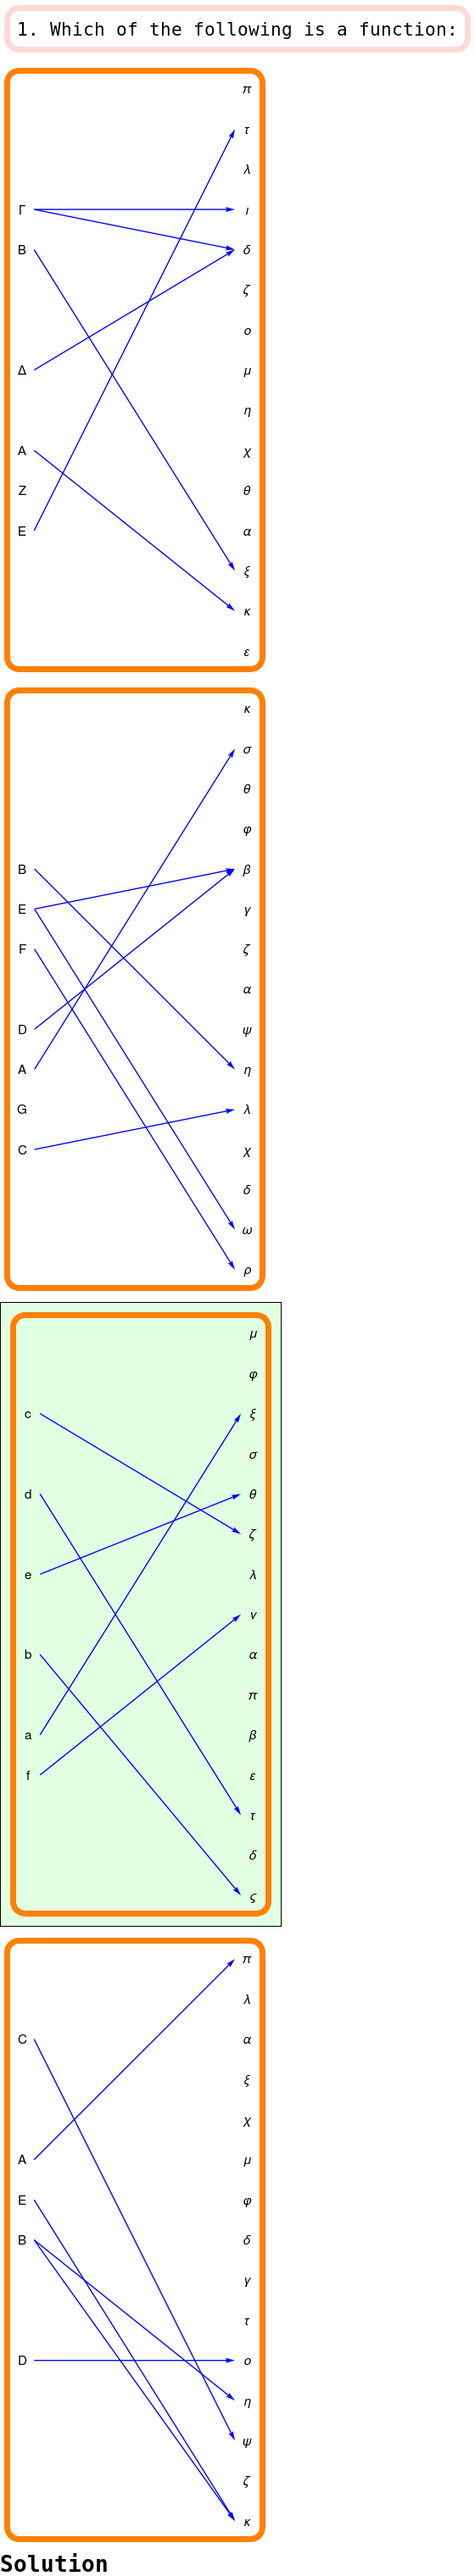 1. Which of the following is a function:
π
τ
λ
Γ ι
B δ
ζ
ο
Δ μ
η
A χ
Z θ
E α
ξ
κ
ε
κ
σ
θ
φ
B β
E γ
F ζ
α
D ψ
A η
G λ
C χ
δ
ω
ρ
μ
φ
c ξ
σ
d θ
ζ
e λ
ν
b α
π
a β
f ε
τ
δ
ς
π
λ
C α
ξ
χ
A μ
E φ
B δ
γ
τ
D ο
η
ψ
ζ
κ
Solution